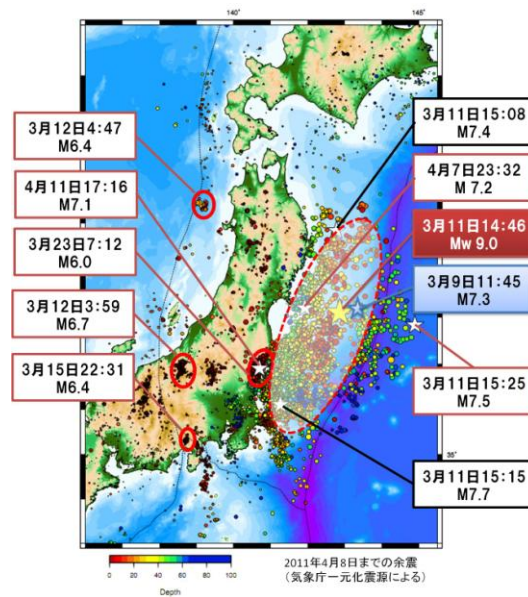 140°
145°
3月12日4:47
M6.4
4月11日17:16
M7.1
3月23日7:12
M6.0
3月12日3:59
M6.7
3月15日22:31
M6.4
3月11日15:08
M7.4
4月7日23:32
M 7.2
3月11日14:46
Mw 9.0
3月9日11:45
M7.3
3月11日15:25
M7.5
35°
3月11日15:15
M7.7
0 20 40 60 80 100
Depth
2011年4月8日までの余震
（気象庁一元化震源による）